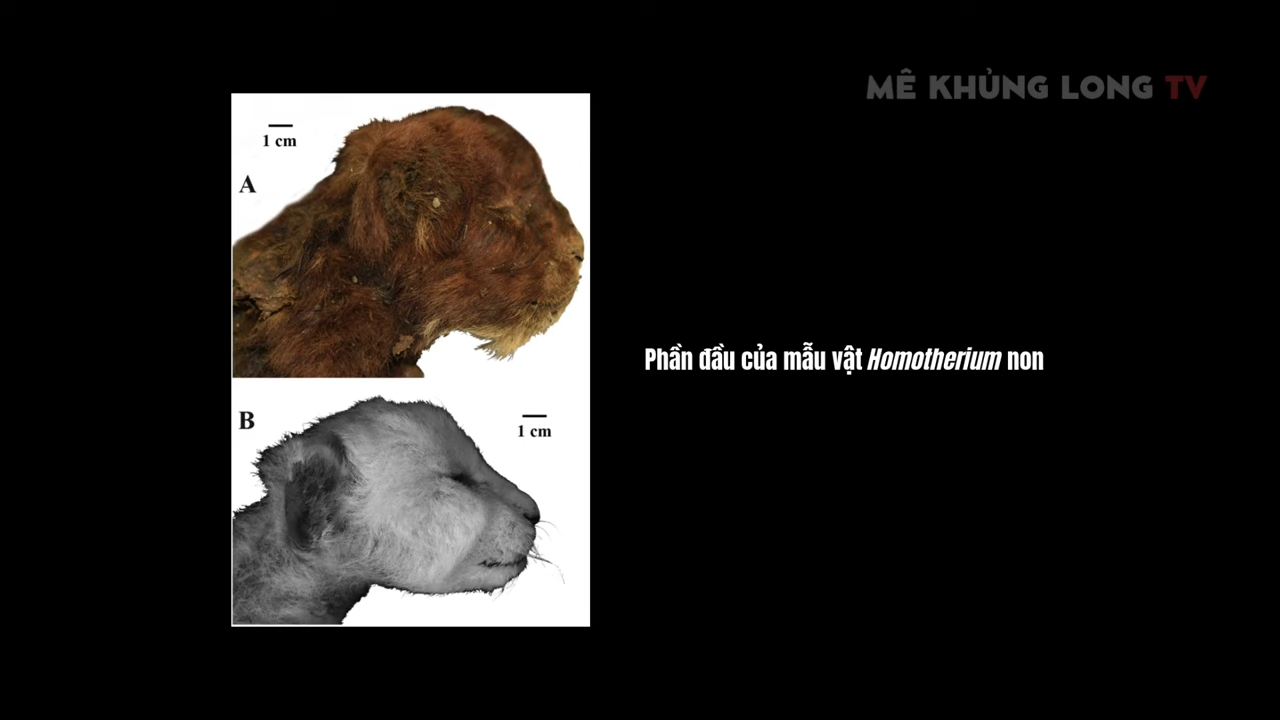 MÊ KHỦNG LONG TV
1 cm
A
Phần đầu của mẫu vật Homotherium non
B
1 cm